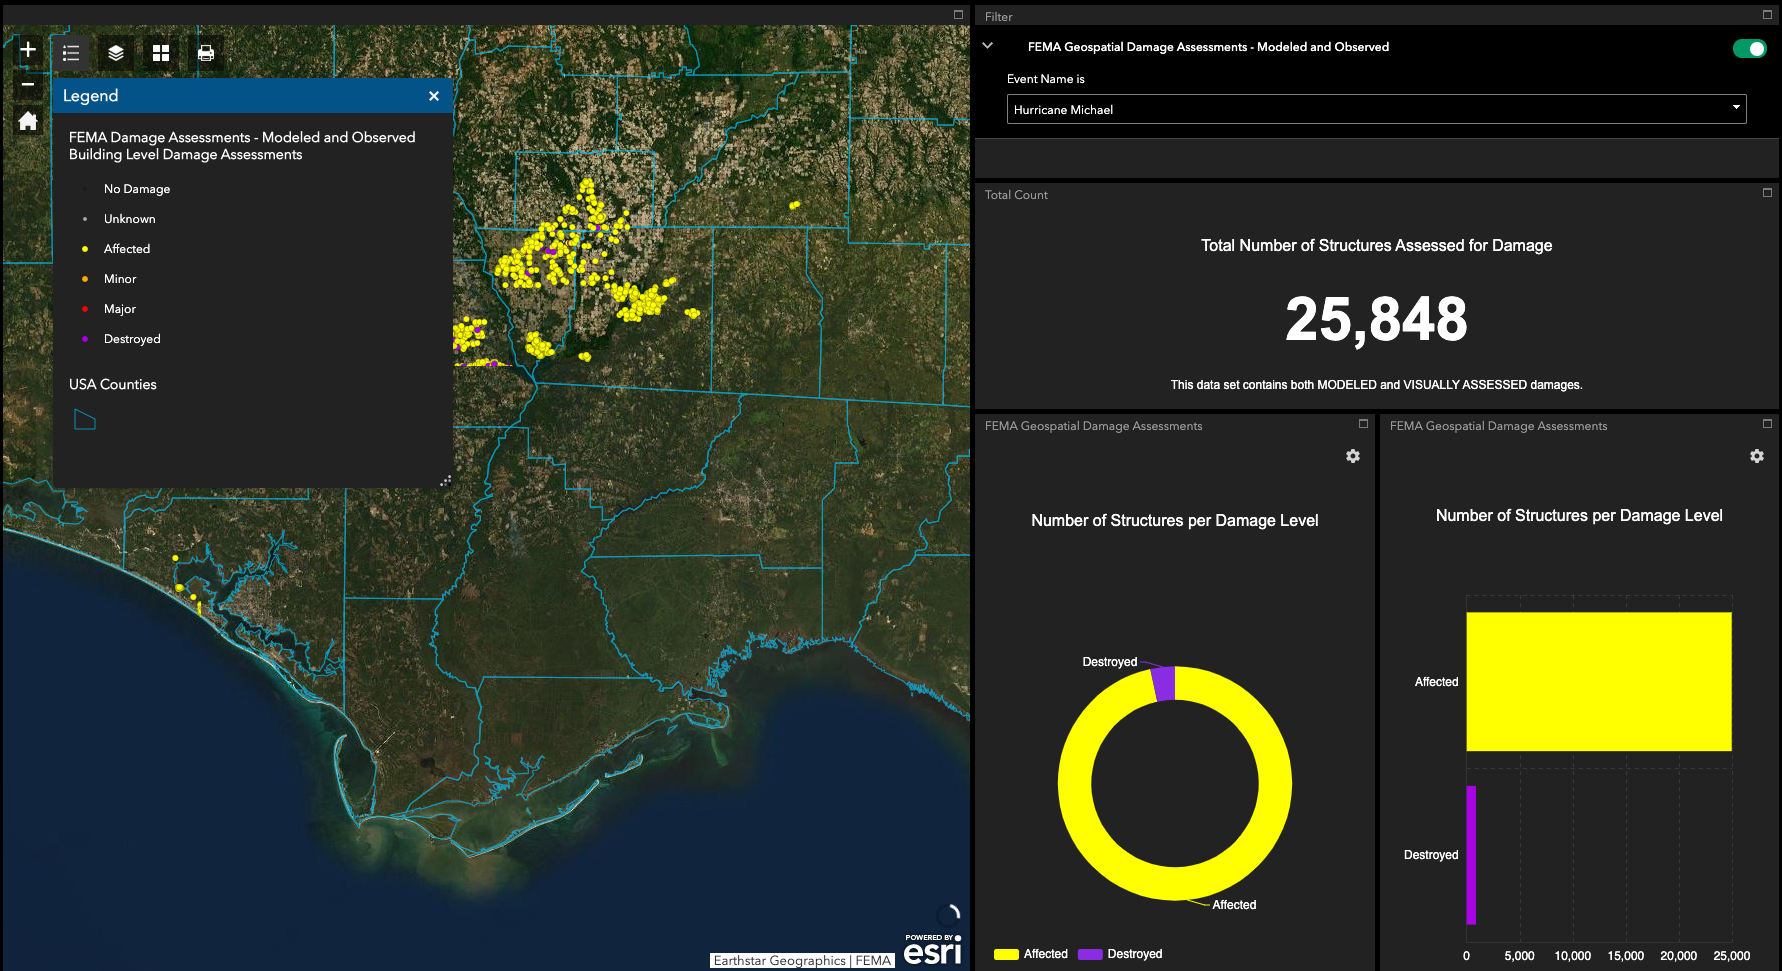 Legend
FEMA Damage Assessments - Modeled and Observed
Building Level Damage Assessments
No Damage
Unknown
Affected
Minor
Major
Destroyed
USA Counties
Earthstar Geographics | FEMA
POWERED BY
esri
Filter
FEMA Geospatial Damage Assessments - Modeled and Observed
Event Name is
Hurricane Michael
Total Count
Total Number of Structures Assessed for Damage
25,848
This data set contains both MODELED and VISUALLY ASSESSED damages.
FEMA Geospatial Damage Assessments
Number of Structures per Damage Level
Destroyed
Affected
Affected Destroyed
FEMA Geospatial Damage Assessments
Number of Structures per Damage Level
Affected
Destroyed
0 5,000 10,000 15,000 20,000 25,000